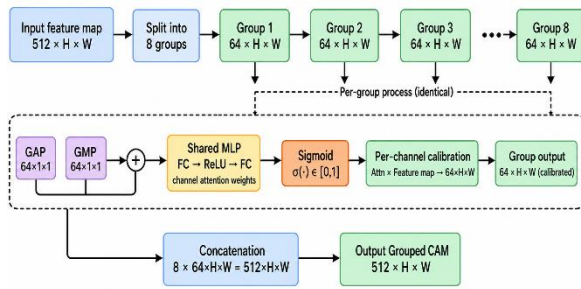 Input feature map
512 × H × W
Split into
8 groups
Group 1
64 × H × W
Group 2
64 × H × W
Group 3
64 × H × W
Group 8
64 × H × W
Per-group process (identical)
GAP
64×1×1
GMP
64×1×1
+
Shared MLP
FC → ReLU → FC
channel attention weights
Sigmoid
σ(·) ∈ [0,1]
Per-channel calibration
Attn × Feature map → 64×H×W
Group output
64 × H × W (calibrated)
Concatenation
8 × 64×H×W = 512×H×W
Output Grouped CAM
512 × H × W